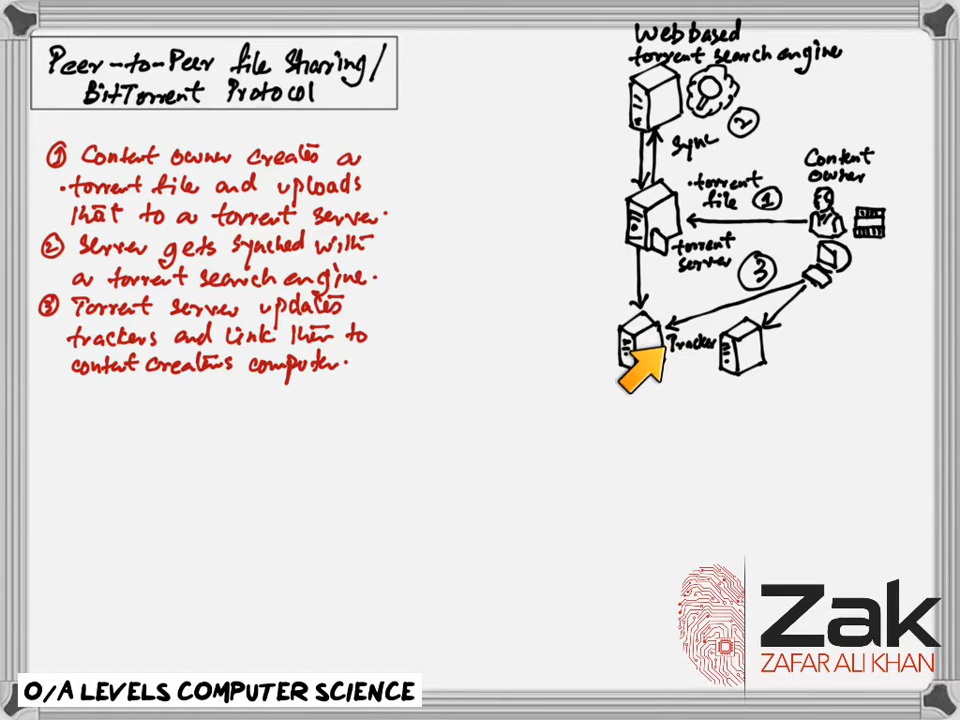 Peer-to-Peer file Sharing/
BitTorrent Protocol
① Content owner creates a
.torrent file and uploads
that to a torrent server.
② Server gets synched with
a torrent search engine.
③ Torrent server updates
trackers and link them to
content creators computer.
Web based
torrent search engine
Sync
②
Content
owner
.torrent
file ①
torrent
server
③
Tracker
Zak
ZAFAR ALI KHAN
O/A LEVELS COMPUTER SCIENCE